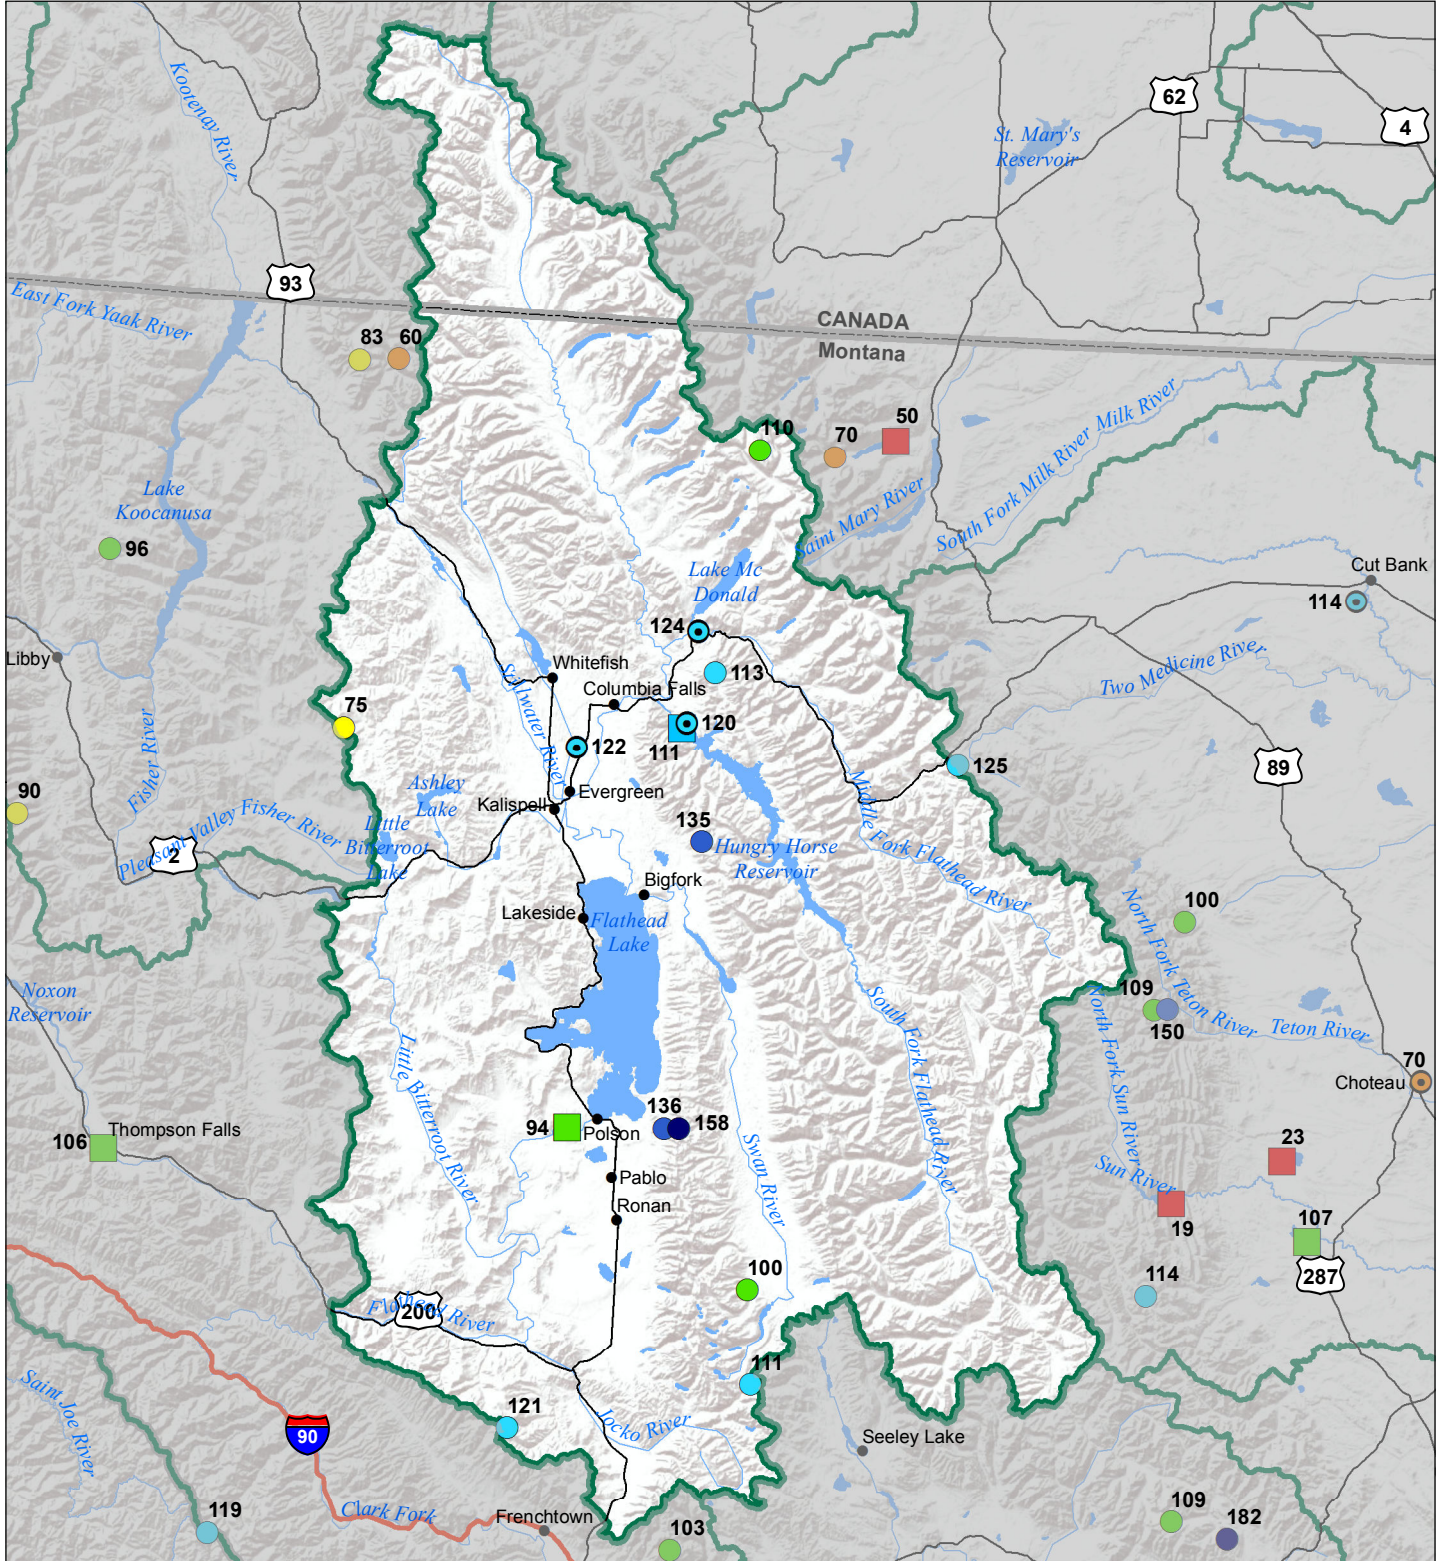 62
4
Kootenay River
St. Mary's
Reservoir
93
East Fork Yaak River
CANADA
Montana
83
60
110
70
50
Milk River
South Fork Milk River
Saint Mary River
Lake
Koocanusa
96
Lake Mc
Donald
Cut Bank
114
124
Libby
Whitefish
113
Two Medicine River
Columbia Falls
Stillwater River
75
120
111
122
125
89
Fisher River
Ashley
Lake
Evergreen
Kalispell
90
Middle Fork Flathead River
Pleasant Valley Fisher River
2
Little
Bitterroot
Lake
135
Hungry Horse
Reservoir
Bigfork
Lakeside
Flathead
Lake
100
North Fork Teton River
Noxon
Reservoir
109
150
Teton River
South Fork Flathead River
North Fork Sun River
Little Bitterroot River
70
Choteau
94
Polson
136
158
106
Thompson Falls
Swan River
23
Pablo
Sun River
Ronan
19
107
287
100
114
Flathead River
200
111
Saint Joe River
121
Jocko River
90
Seeley Lake
119
Clark Fork
Frenchtown
103
109
182